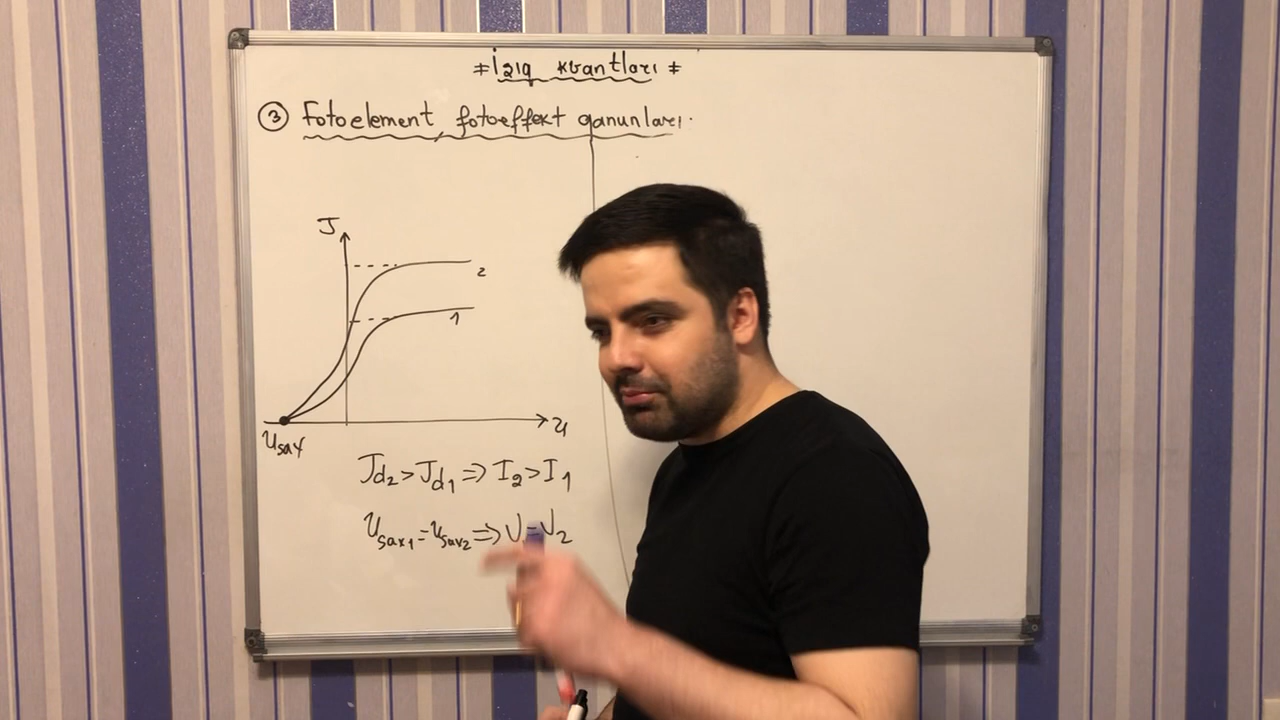 İşıq kvantları
③ Fotoelement, fotoeffekt qanunları.
J
2
1
Usax
U
Jd2 > Jd1 => I2 > I1
Usax1 = Usax2 => ν1 = ν2